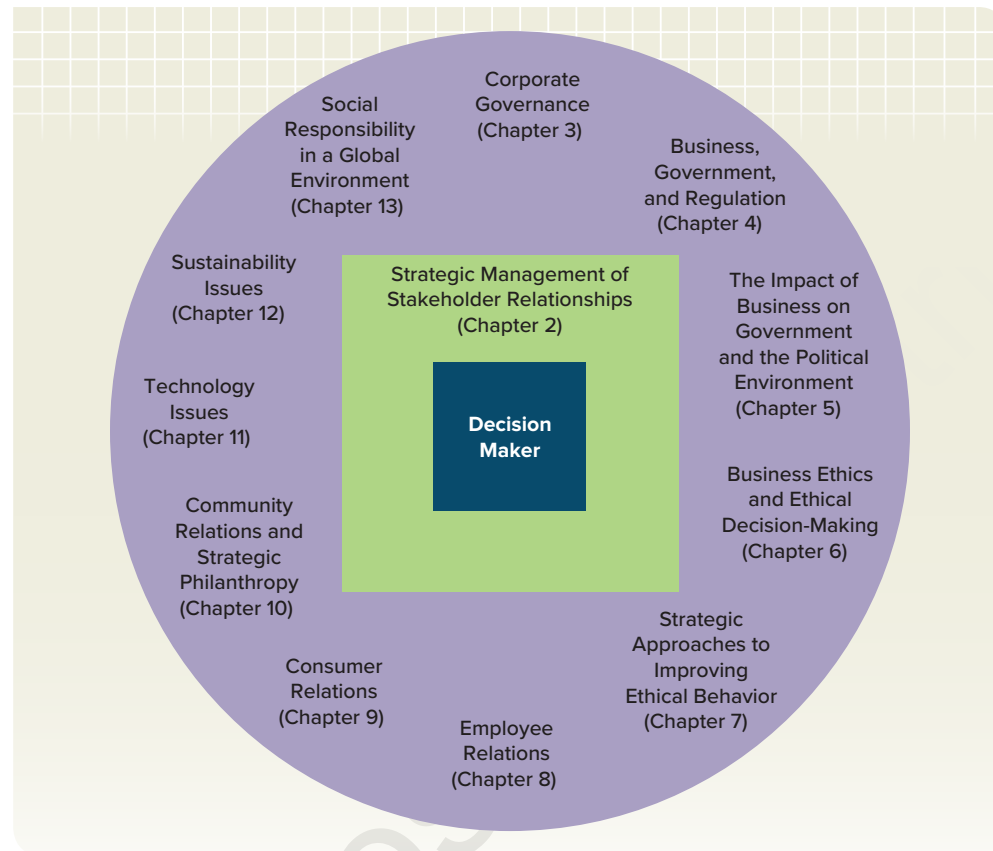 Corporate
Governance
(Chapter 3)
Business,
Government,
and Regulation
(Chapter 4)
The Impact of
Business on
Government
and the Political
Environment
(Chapter 5)
Business Ethics
and Ethical
Decision-Making
(Chapter 6)
Strategic
Approaches to
Improving
Ethical Behavior
(Chapter 7)
Employee
Relations
(Chapter 8)
Consumer
Relations
(Chapter 9)
Community
Relations and
Strategic
Philanthropy
(Chapter 10)
Technology
Issues
(Chapter 11)
Sustainability
Issues
(Chapter 12)
Social
Responsibility
in a Global
Environment
(Chapter 13)
Strategic Management of
Stakeholder Relationships
(Chapter 2)
Decision
Maker